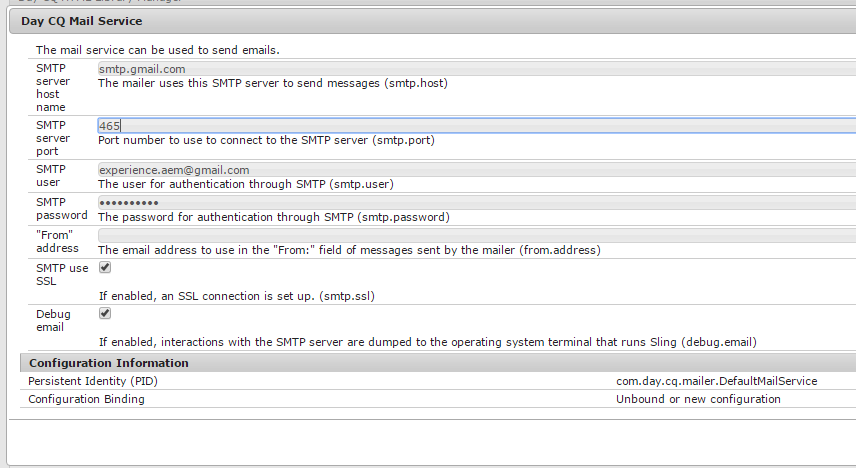 Day CQ HTML Library Manager
Day CQ Mail Service
The mail service can be used to send emails.
SMTP server host name
smtp.gmail.com
The mailer uses this SMTP server to send messages (smtp.host)
SMTP server port
465
Port number to use to connect to the SMTP server (smtp.port)
SMTP user
experience.aem@gmail.com
The user for authentication through SMTP (smtp.user)
SMTP password
••••••••••
The password for authentication through SMTP (smtp.password)
"From" address
The email address to use in the "From:" field of messages sent by the mailer (from.address)
SMTP use SSL
If enabled, an SSL connection is set up. (smtp.ssl)
Debug email
If enabled, interactions with the SMTP server are dumped to the operating system terminal that runs Sling (debug.email)
Configuration Information
Persistent Identity (PID) com.day.cq.mailer.DefaultMailService
Configuration Binding Unbound or new configuration